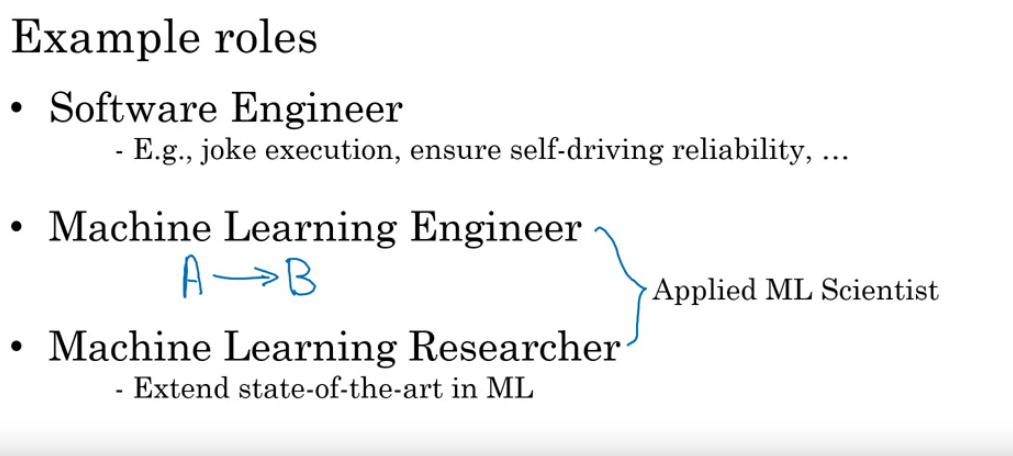 Example roles
• Software Engineer
- E.g., joke execution, ensure self-driving reliability, …
• Machine Learning Engineer
A → B
Applied ML Scientist
• Machine Learning Researcher
- Extend state-of-the-art in ML